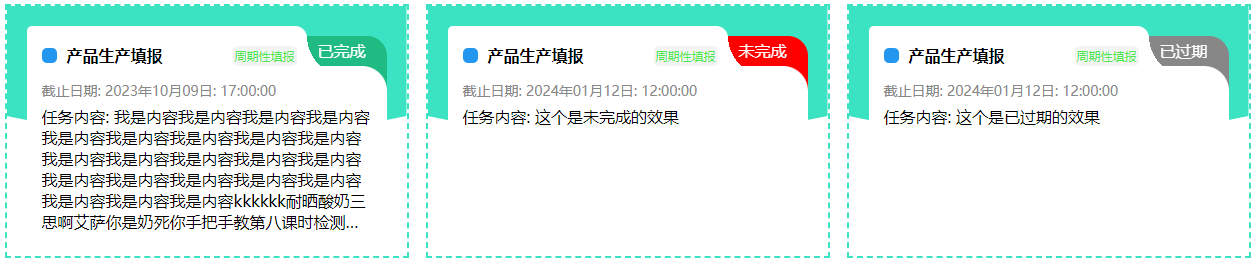 产品生产填报 周期性填报 已完成
截止日期: 2023年10月09日: 17:00:00
任务内容: 我是内容我是内容我是内容我是内容
我是内容我是内容我是内容我是内容我是内容
我是内容我是内容我是内容我是内容我是内容
我是内容我是内容我是内容我是内容我是内容
我是内容我是内容我是内容kkkkkk耐晒酸奶三
思啊艾萨你是奶死你手把手教第八课时检测...
产品生产填报 周期性填报 未完成
截止日期: 2024年01月12日: 12:00:00
任务内容: 这个是未完成的效果
产品生产填报 周期性填报 已过期
截止日期: 2024年01月12日: 12:00:00
任务内容: 这个是已过期的效果